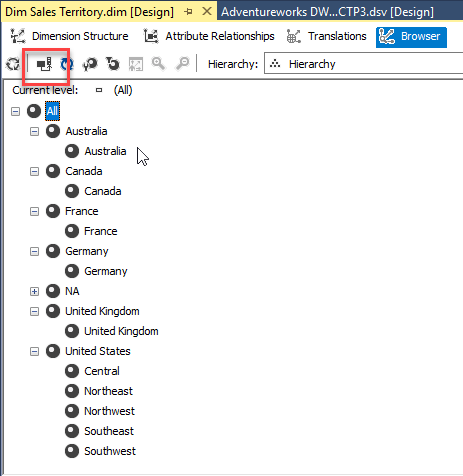 Dim Sales Territory.dim [Design] Adventureworks DW...CTP3.dsv [Design]
Dimension Structure Attribute Relationships Translations Browser
Hierarchy: Hierarchy
Current level: (All)
All
Australia
Australia
Canada
Canada
France
France
Germany
Germany
NA
United Kingdom
United Kingdom
United States
Central
Northeast
Northwest
Southeast
Southwest